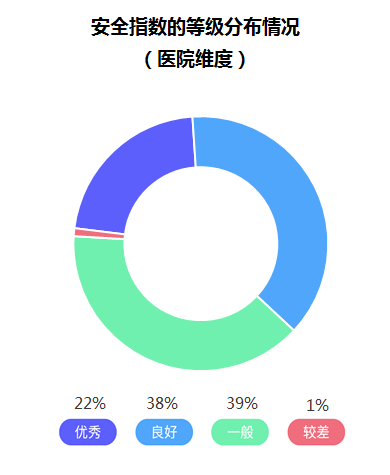 安全指数的等级分布情况
（医院维度）
22% 38% 39% 1%
优秀 良好 一般 较差